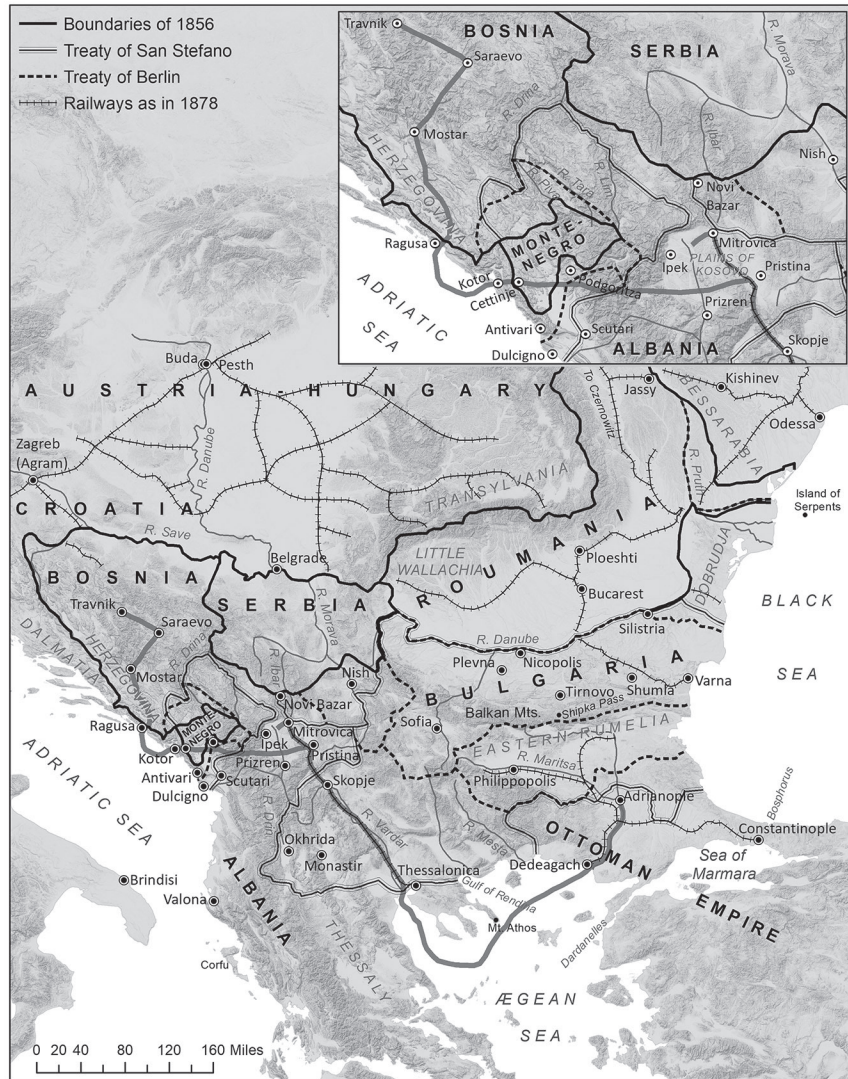 Boundaries of 1856
Treaty of San Stefano
Treaty of Berlin
Railways as in 1878
Travnik
BOSNIA
Saraevo
SERBIA
R. Morava
R. Drina
Mostar
HERZEGOVINA
R. Ibar
Nish
R. Piva
R. Tara
R. Lim
Novi
Bazar
Ragusa
MONTE-
NEGRO
Mitrovica
Ipek
PLAINS OF
KOSOVO
Pristina
Kotor
Cettinje
Podgoritza
Prizren
ADRIATIC
SEA
Antivari
Scutari
Skopje
Dulcigno
ALBANIA
Buda
Pesth
AUSTRIA-HUNGARY
To Czernowitz
Jassy
BESSARABIA
Kishinev
Odessa
Zagreb
(Agram)
R. Danube
TRANSYLVANIA
R. Pruth
CROATIA
R. Save
Island of
Serpents
Belgrade
LITTLE
WALLACHIA
ROUMANIA
Ploeshti
DOBRUDJA
BOSNIA
SERBIA
Bucarest
BLACK
SEA
Travnik
Saraevo
R. Morava
Silistria
DALMATIA
HERZEGOVINA
R. Drina
R. Danube
Mostar
R. Ibar
Nish
Plevna
Nicopolis
BULGARIA
Tirnovo
Shumla
Varna
Novi Bazar
Balkan Mts.
Shipka Pass
Ragusa
MONTE-
NEGRO
Mitrovica
Sofia
EASTERN RUMELIA
Kotor
Ipek
Pristina
R. Maritsa
Antivari
Prizren
Philippopolis
Scutari
Skopje
Adrianople
Dulcigno
ADRIATIC SEA
R. Drin
R. Vardar
R. Mesta
OTTOMAN
EMPIRE
Bosphorus
Constantinople
Okhrida
Monastir
Sea of
Marmara
ALBANIA
Thessalonica
Dedeagach
Brindisi
Gulf of Rendina
Valona
Mt. Athos
Dardanelles
THESSALY
Corfu
ÆGEAN
SEA
0 20 40 80 120 160 Miles